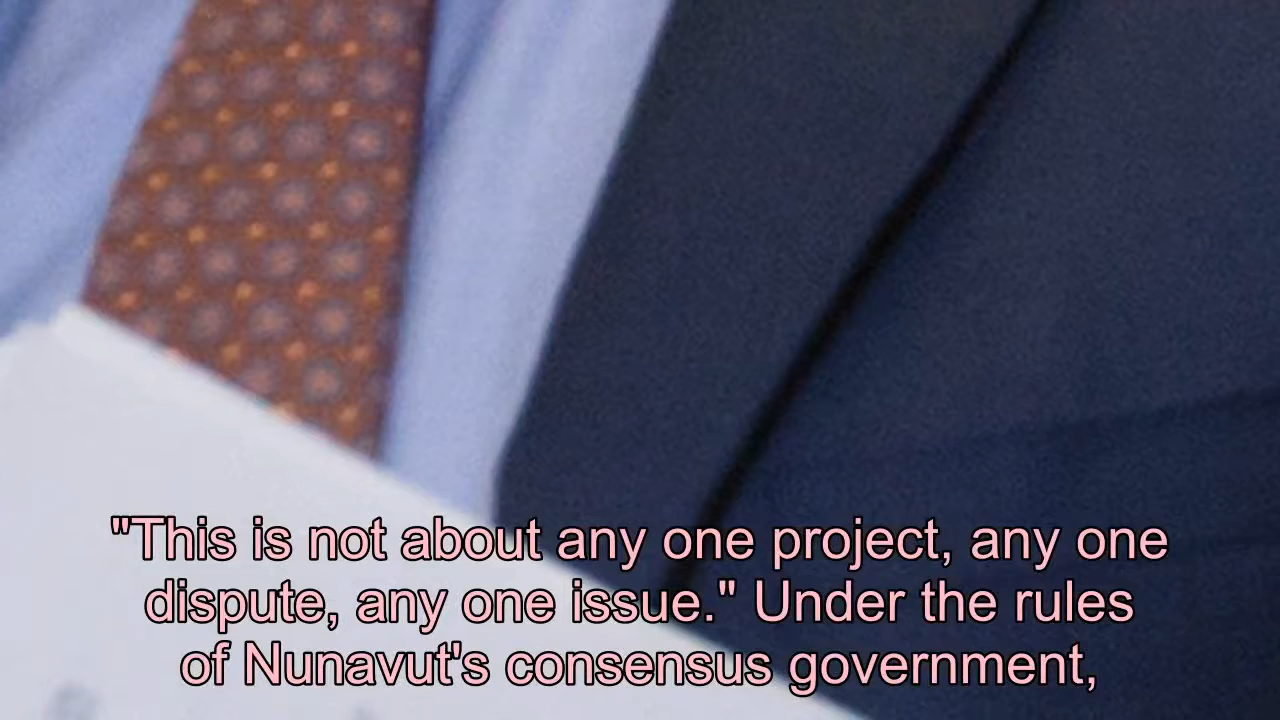 "This is not about any one project, any one
dispute, any one issue." Under the rules
of Nunavut's consensus government,